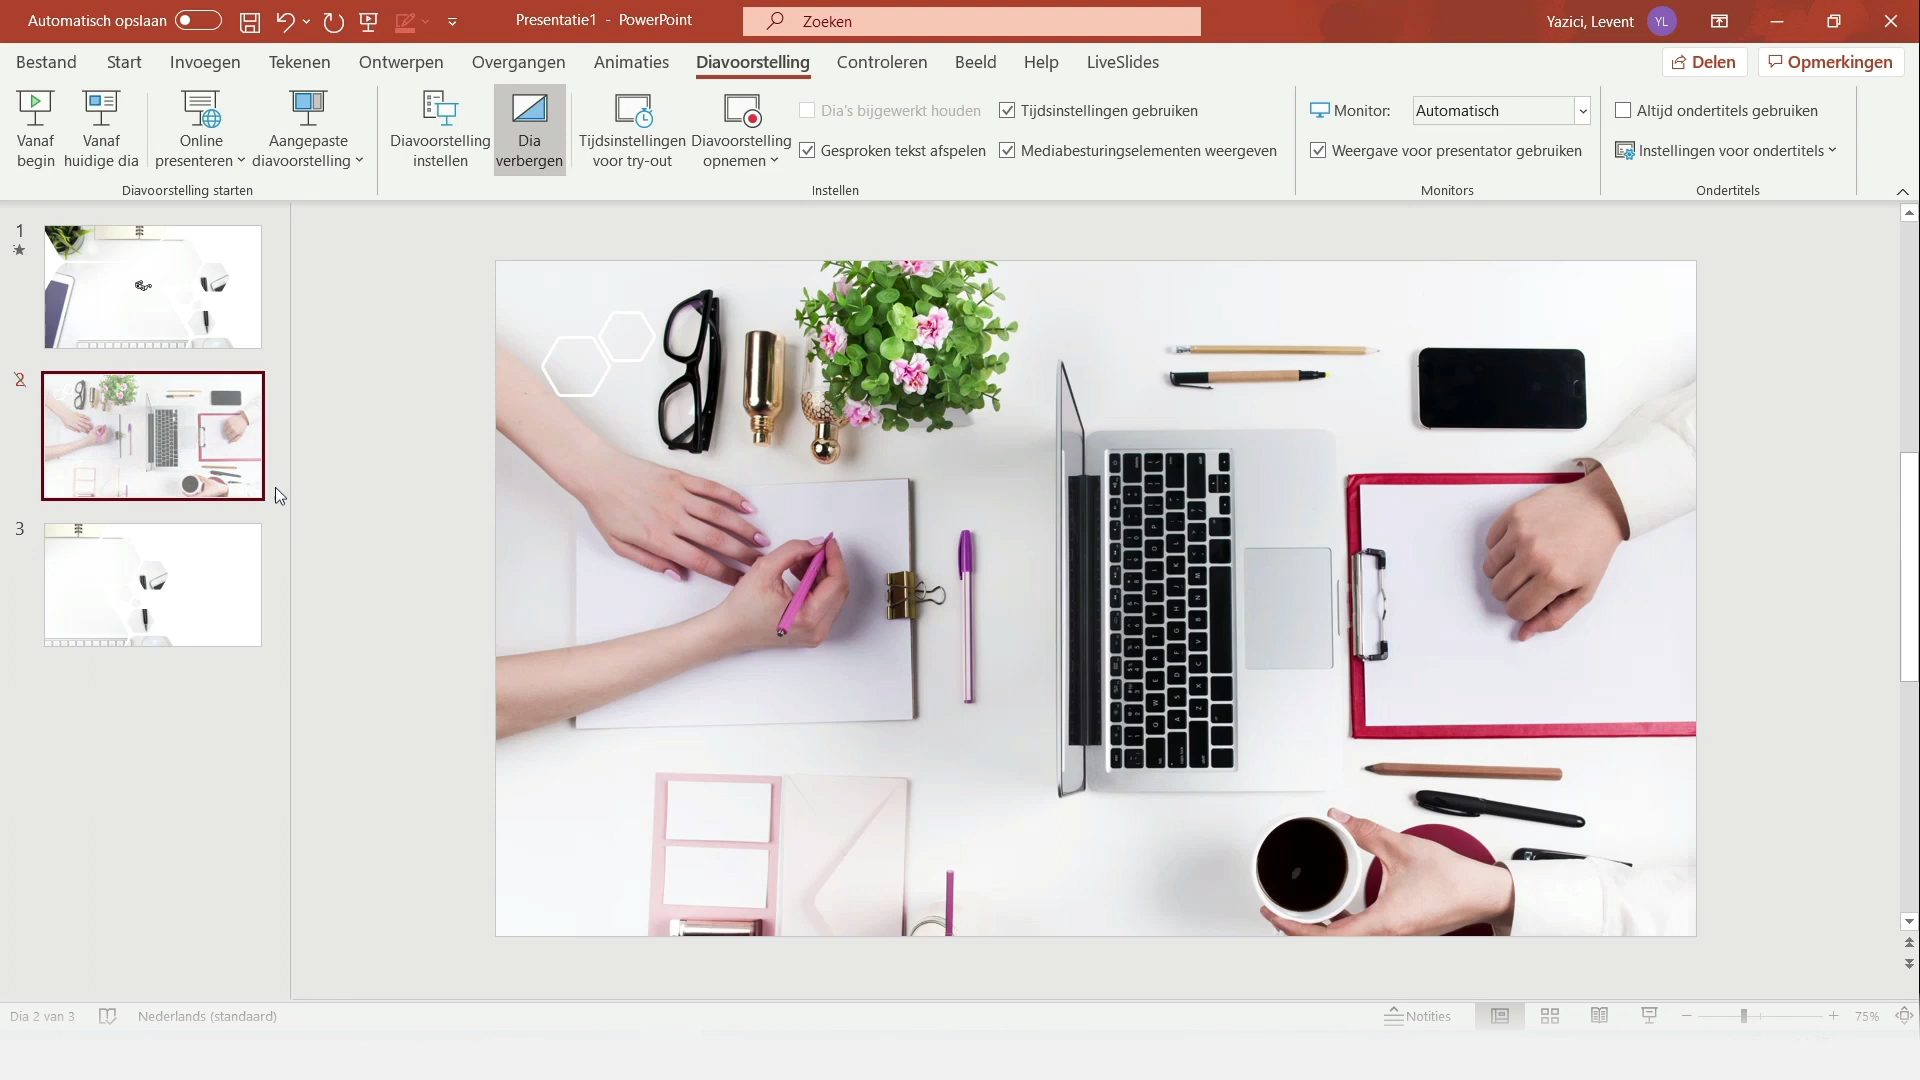 Automatisch opslaan
Presentatie1 - PowerPoint
Zoeken
Yazici, Levent
YL
Bestand
Start
Invoegen
Tekenen
Ontwerpen
Overgangen
Animaties
Diavoorstelling
Controleren
Beeld
Help
LiveSlides
Delen
Opmerkingen
Vanaf
begin
Vanaf
huidige dia
Online
presenteren
Aangepaste
diavoorstelling
Diavoorstelling starten
Diavoorstelling
instellen
Dia
verbergen
Tijdsinstellingen
voor try-out
Diavoorstelling
opnemen
Dia's bijgewerkt houden
Tijdsinstellingen gebruiken
Gesproken tekst afspelen
Mediabesturingselementen weergeven
Instellen
Monitor:
Automatisch
Weergave voor presentator gebruiken
Monitors
Altijd ondertitels gebruiken
Instellingen voor ondertitels
Ondertitels
1
2
3
Dia 2 van 3
Nederlands (standaard)
Notities
75%